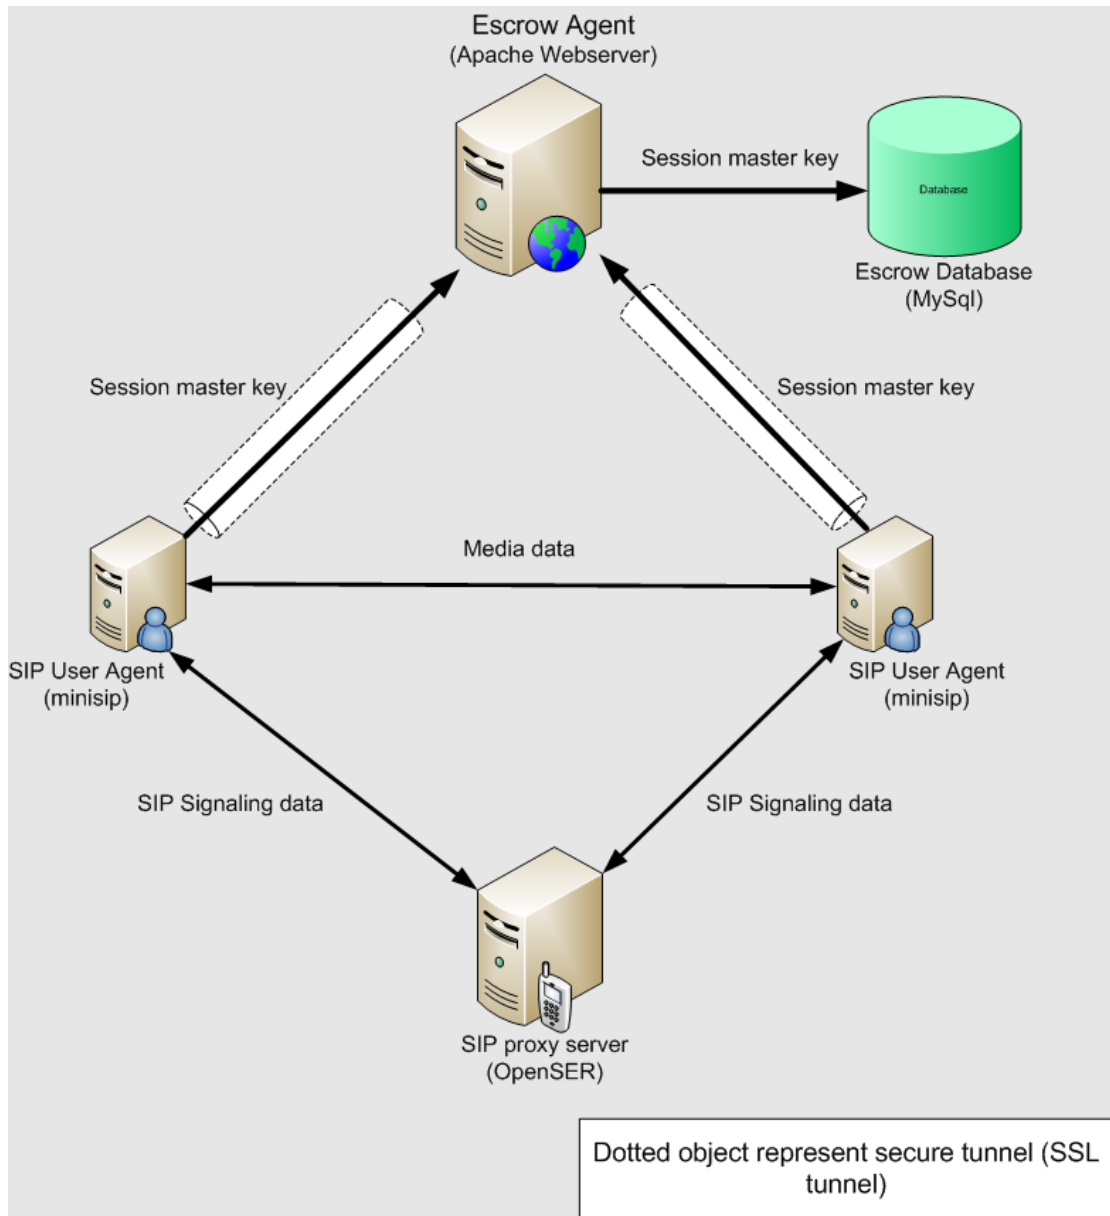 Escrow Agent
(Apache Webserver)
Session master key
Database
Escrow Database
(MySql)
Session master key
Session master key
Media data
SIP User Agent
(minisip)
SIP User Agent
(minisip)
SIP Signaling data
SIP Signaling data
SIP proxy server
(OpenSER)
Dotted object represent secure tunnel (SSL
tunnel)